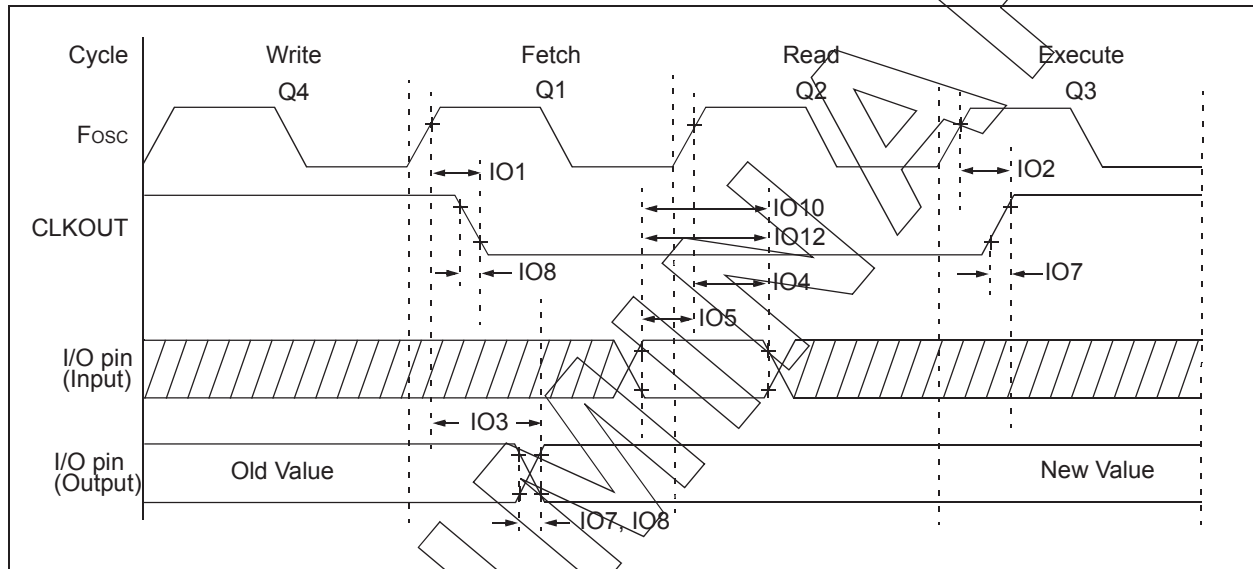 Cycle Write Fetch Read Execute
Q4 Q1 Q2 Q3
Fosc
IO1 IO2
CLKOUT
IO10
IO12
IO8 IO4 IO7
IO5
I/O pin
(Input)
IO3
I/O pin
(Output)
Old Value New Value
IO7, IO8